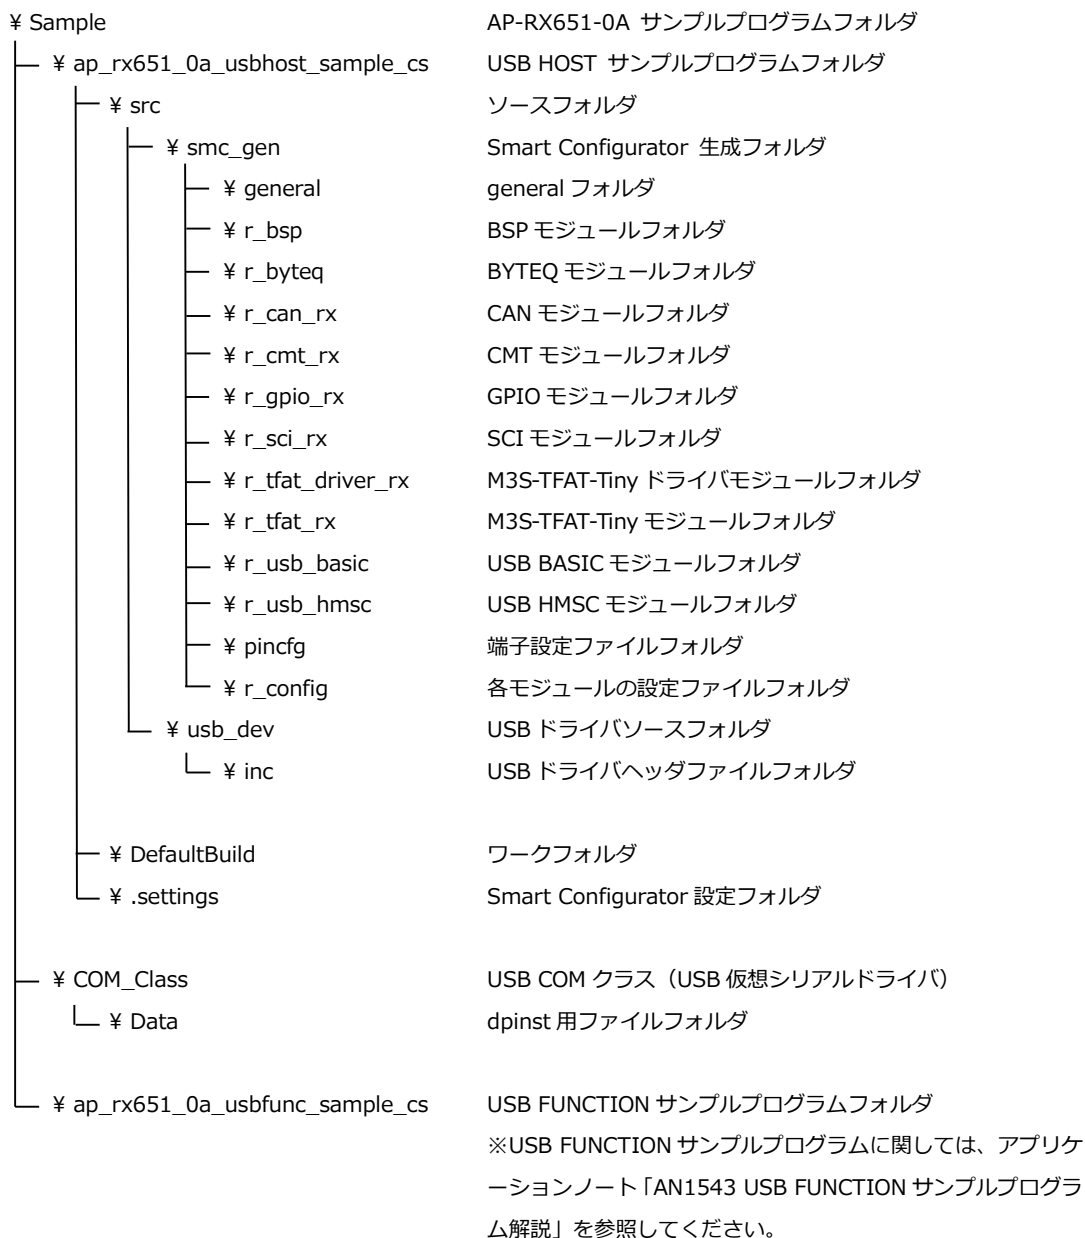 ¥ Sample AP-RX651-0A サンプルプログラムフォルダ
¥ ap_rx651_0a_usbhost_sample_cs USB HOST サンプルプログラムフォルダ
¥ src ソースフォルダ
¥ smc_gen Smart Configurator 生成フォルダ
¥ general general フォルダ
¥ r_bsp BSP モジュールフォルダ
¥ r_byteq BYTEQ モジュールフォルダ
¥ r_can_rx CAN モジュールフォルダ
¥ r_cmt_rx CMT モジュールフォルダ
¥ r_gpio_rx GPIO モジュールフォルダ
¥ r_sci_rx SCI モジュールフォルダ
¥ r_tfat_driver_rx M3S-TFAT-Tiny ドライバモジュールフォルダ
¥ r_tfat_rx M3S-TFAT-Tiny モジュールフォルダ
¥ r_usb_basic USB BASIC モジュールフォルダ
¥ r_usb_hmsc USB HMSC モジュールフォルダ
¥ pincfg 端子設定ファイルフォルダ
¥ r_config 各モジュールの設定ファイルフォルダ
¥ usb_dev USB ドライバソースフォルダ
¥ inc USB ドライバヘッダファイルフォルダ
¥ DefaultBuild ワークフォルダ
¥ .settings Smart Configurator 設定フォルダ
¥ COM_Class USB COM クラス（USB 仮想シリアルドライバ）
¥ Data dpinst 用ファイルフォルダ
¥ ap_rx651_0a_usbfunc_sample_cs USB FUNCTION サンプルプログラムフォルダ
※USB FUNCTION サンプルプログラムに関しては、アプリケ
ーションノート「AN1543 USB FUNCTION サンプルプログラ
ム解説」を参照してください。